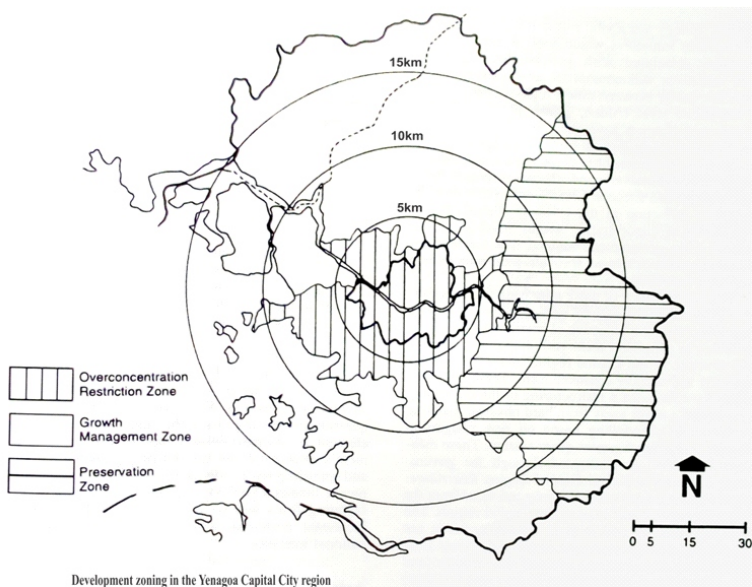 15km
10km
5km
Overconcentration
Restriction Zone
Growth
Management Zone
Preservation
Zone
N
0 5 15 30
Development zoning in the Yenagoa Capital City region